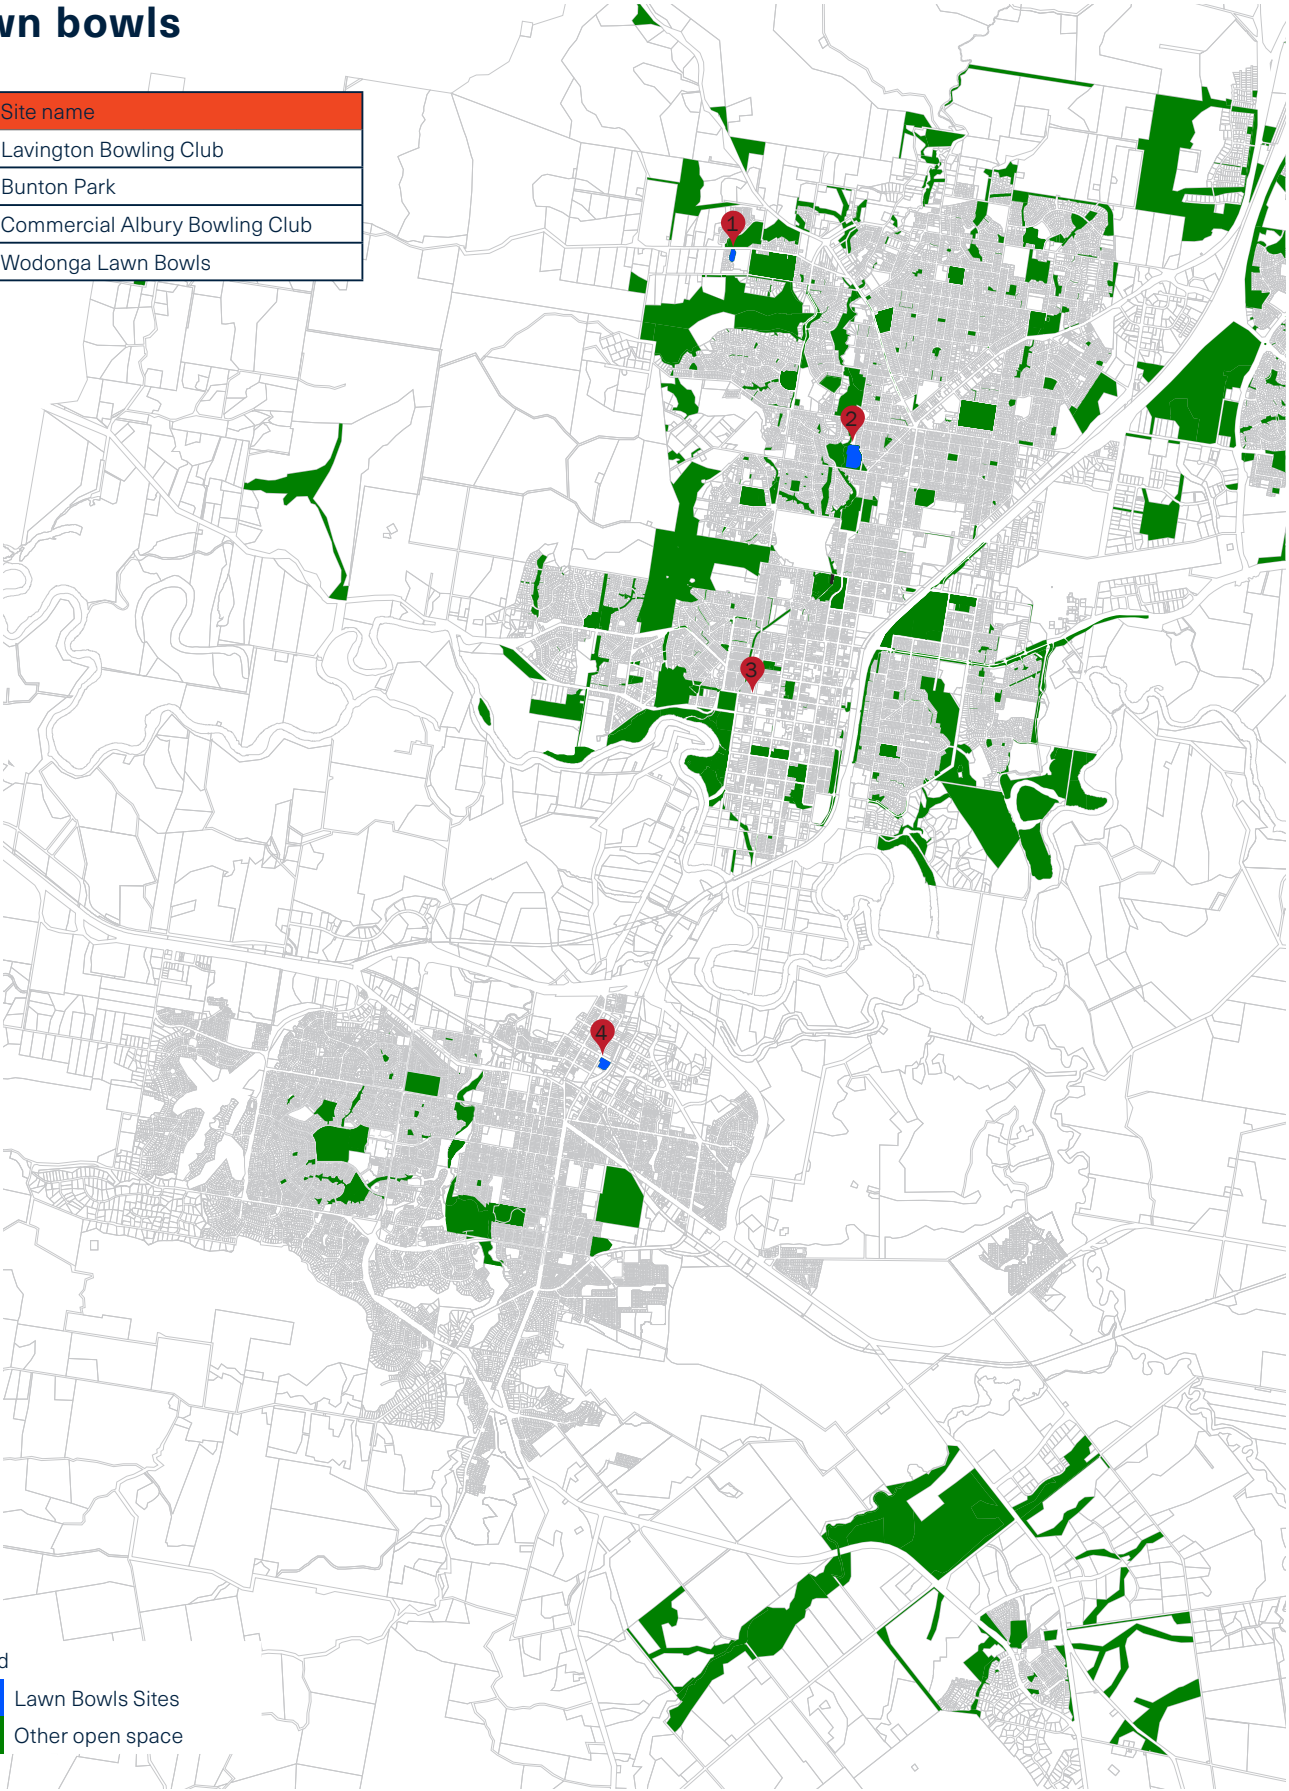 wn bowls
Site name
Lavington Bowling Club
Bunton Park
Commercial Albury Bowling Club
Wodonga Lawn Bowls
1
2
3
4
d
Lawn Bowls Sites
Other open space